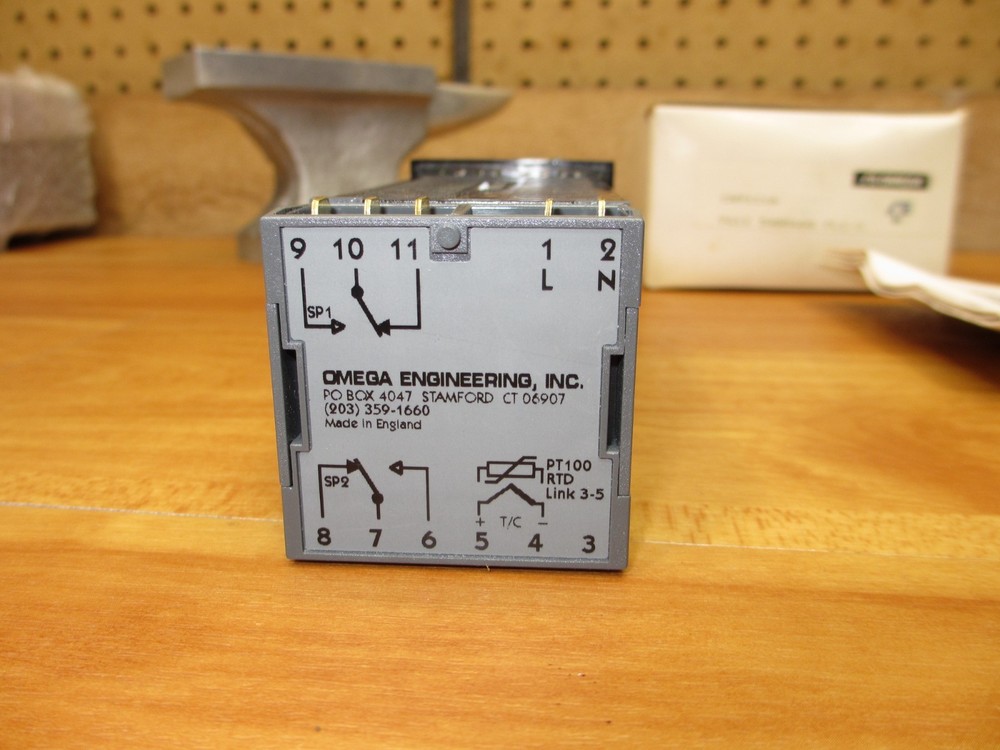 9 10 11 1 2
L N
SP1
OMEGA ENGINEERING, INC.
PO BOX 4047 STAMFORD CT 06907
(203) 359-1660
Made in England
PT100
RTD
Link 3-5
SP2
+ T/C −
8 7 6 5 4 3